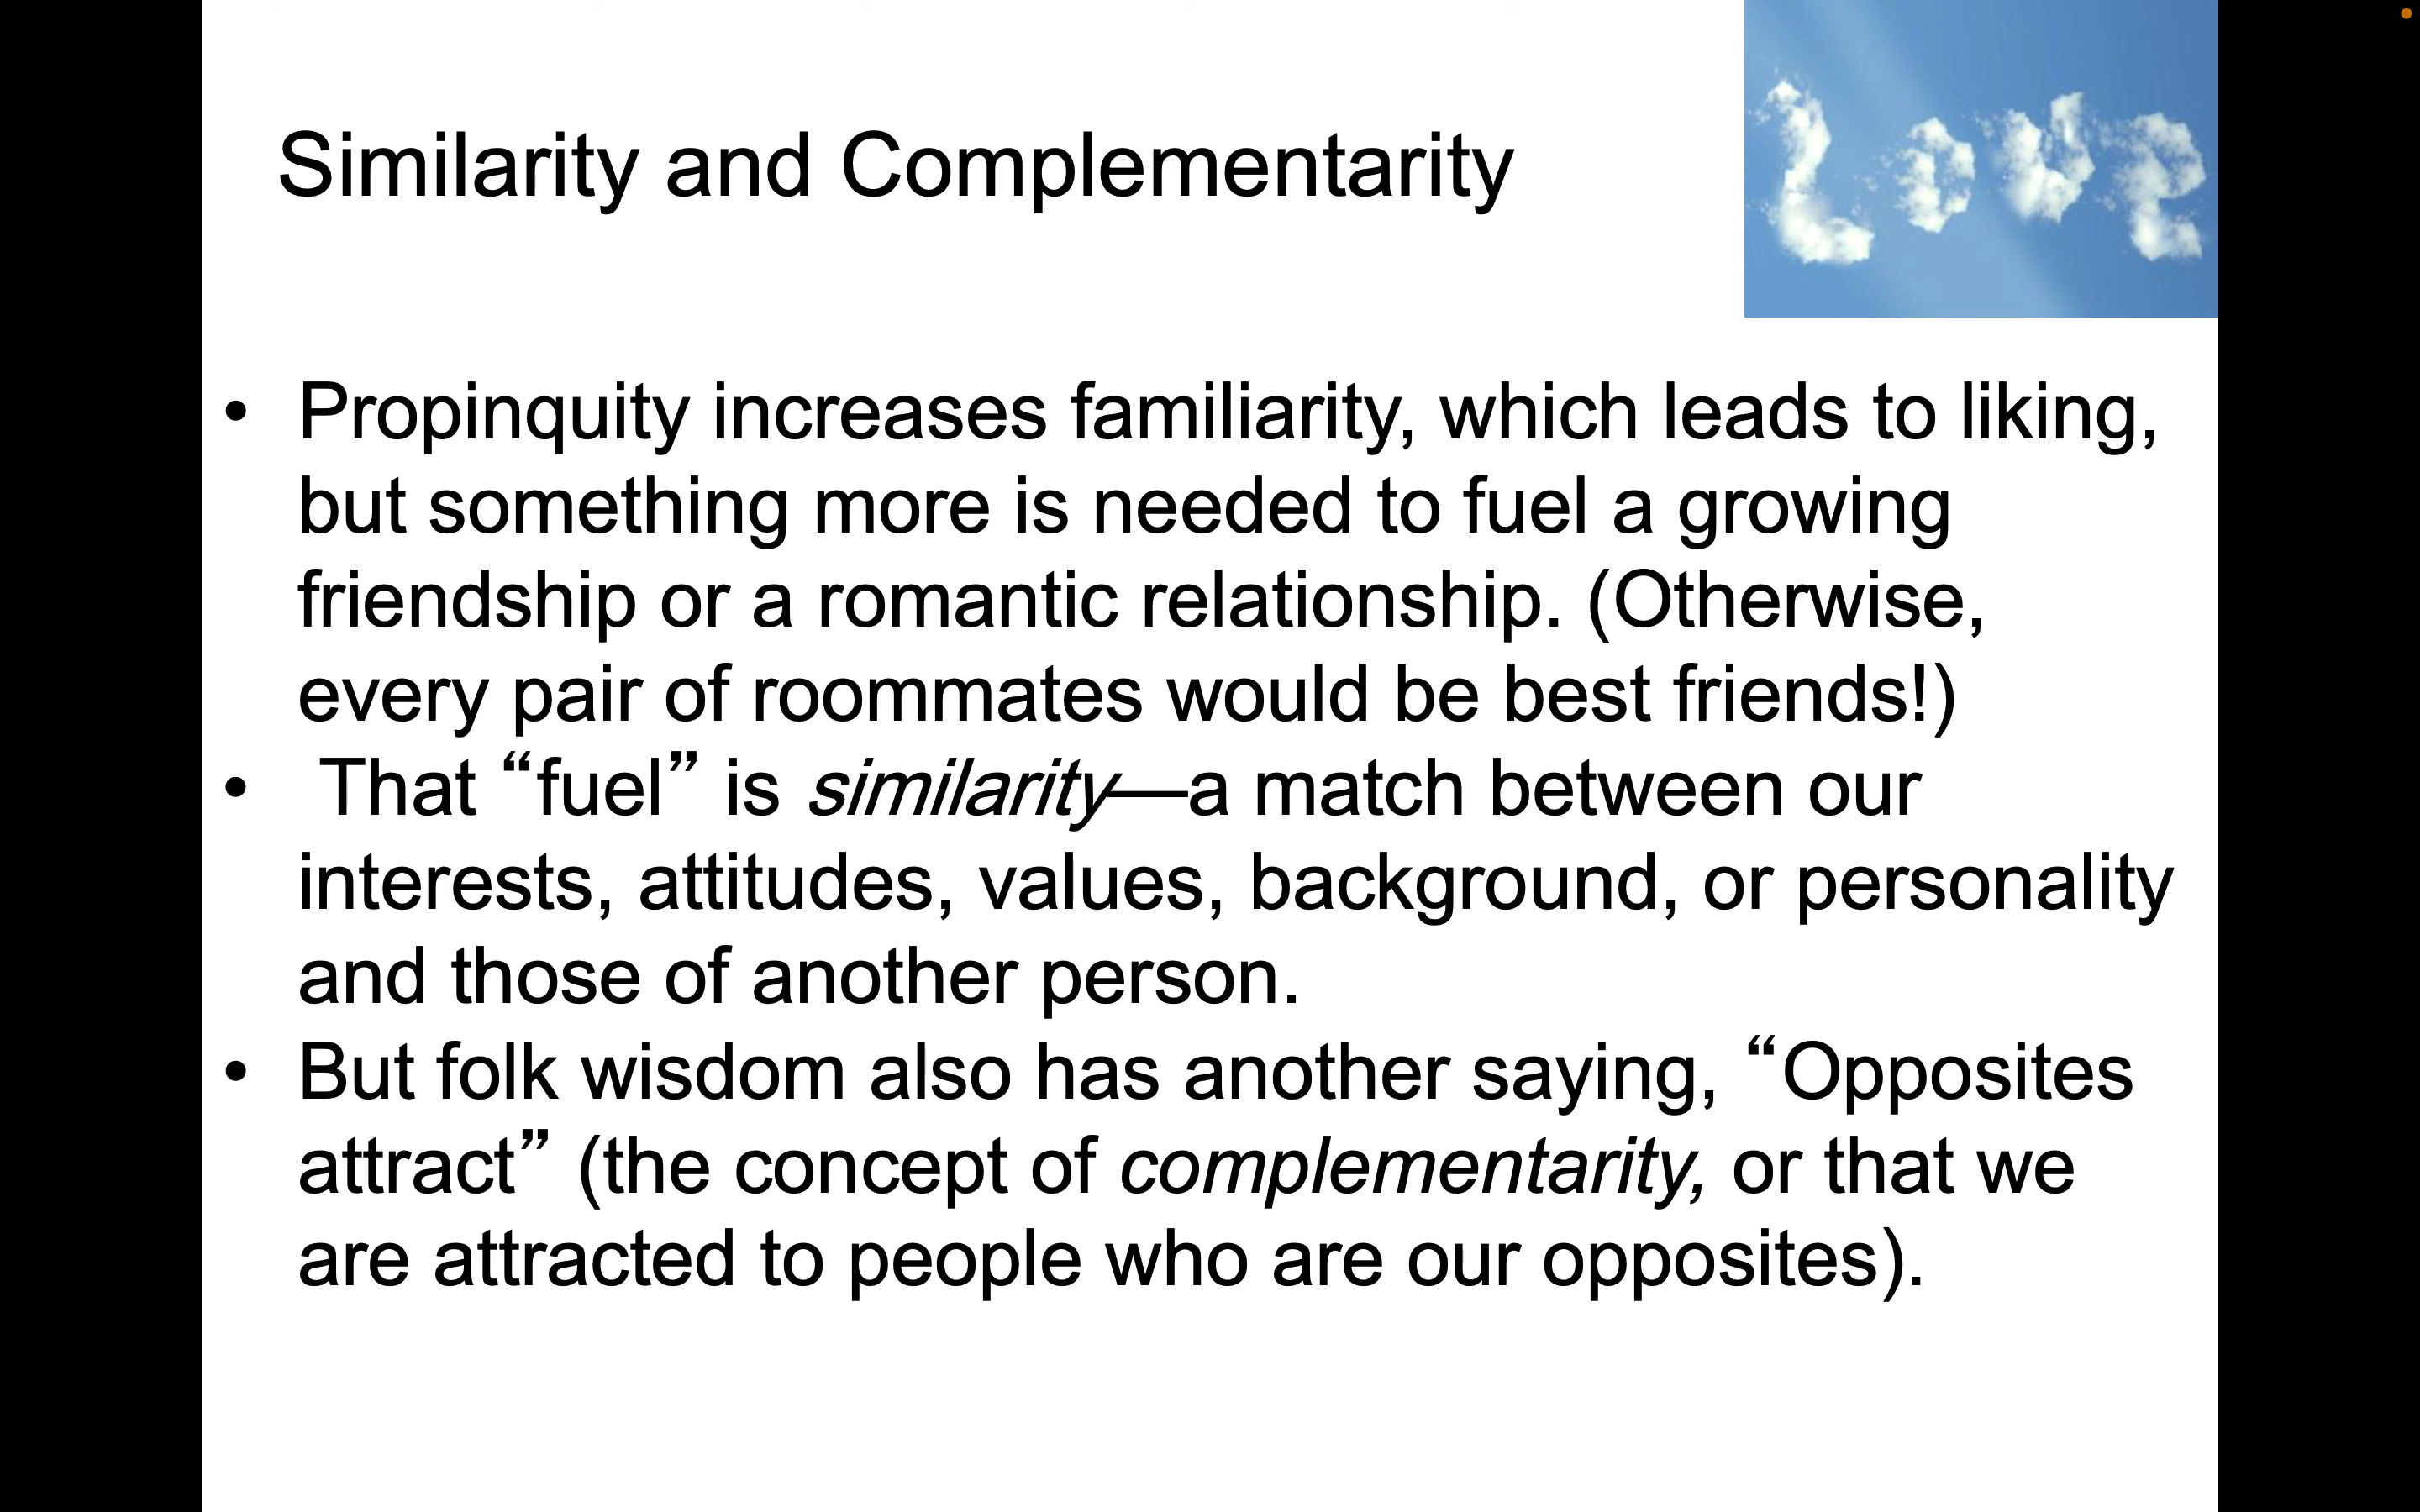 Similarity and Complementarity
Love
• Propinquity increases familiarity, which leads to liking,
but something more is needed to fuel a growing
friendship or a romantic relationship. (Otherwise,
every pair of roommates would be best friends!)
• That “fuel” is similarity—a match between our
interests, attitudes, values, background, or personality
and those of another person.
• But folk wisdom also has another saying, “Opposites
attract” (the concept of complementarity, or that we
are attracted to people who are our opposites).